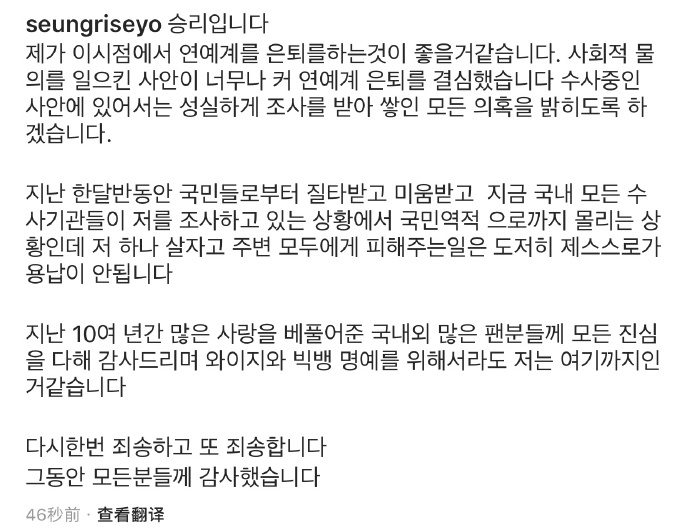 seungriseyo 승리입니다
제가 이시점에서 연예계를 은퇴를하는것이 좋을거같습니다. 사회적 물
의를 일으킨 사안이 너무나 커 연예계 은퇴를 결심했습니다 수사중인
사안에 있어서는 성실하게 조사를 받아 쌓인 모든 의혹을 밝히도록 하
겠습니다.
지난 한달반동안 국민들로부터 질타받고 미움받고  지금 국내 모든 수
사기관들이 저를 조사하고 있는 상황에서 국민역적 으로까지 몰리는 상
황인데 저 하나 살자고 주변 모두에게 피해주는일은 도저히 제스스로가
용납이 안됩니다
지난 10여 년간 많은 사랑을 베풀어준 국내외 많은 팬분들께 모든 진심
을 다해 감사드리며 와이지와 빅뱅 명예를 위해서라도 저는 여기까지인
거같습니다
다시한번 죄송하고 또 죄송합니다
그동안 모든분들께 감사했습니다
46秒前 · 查看翻译